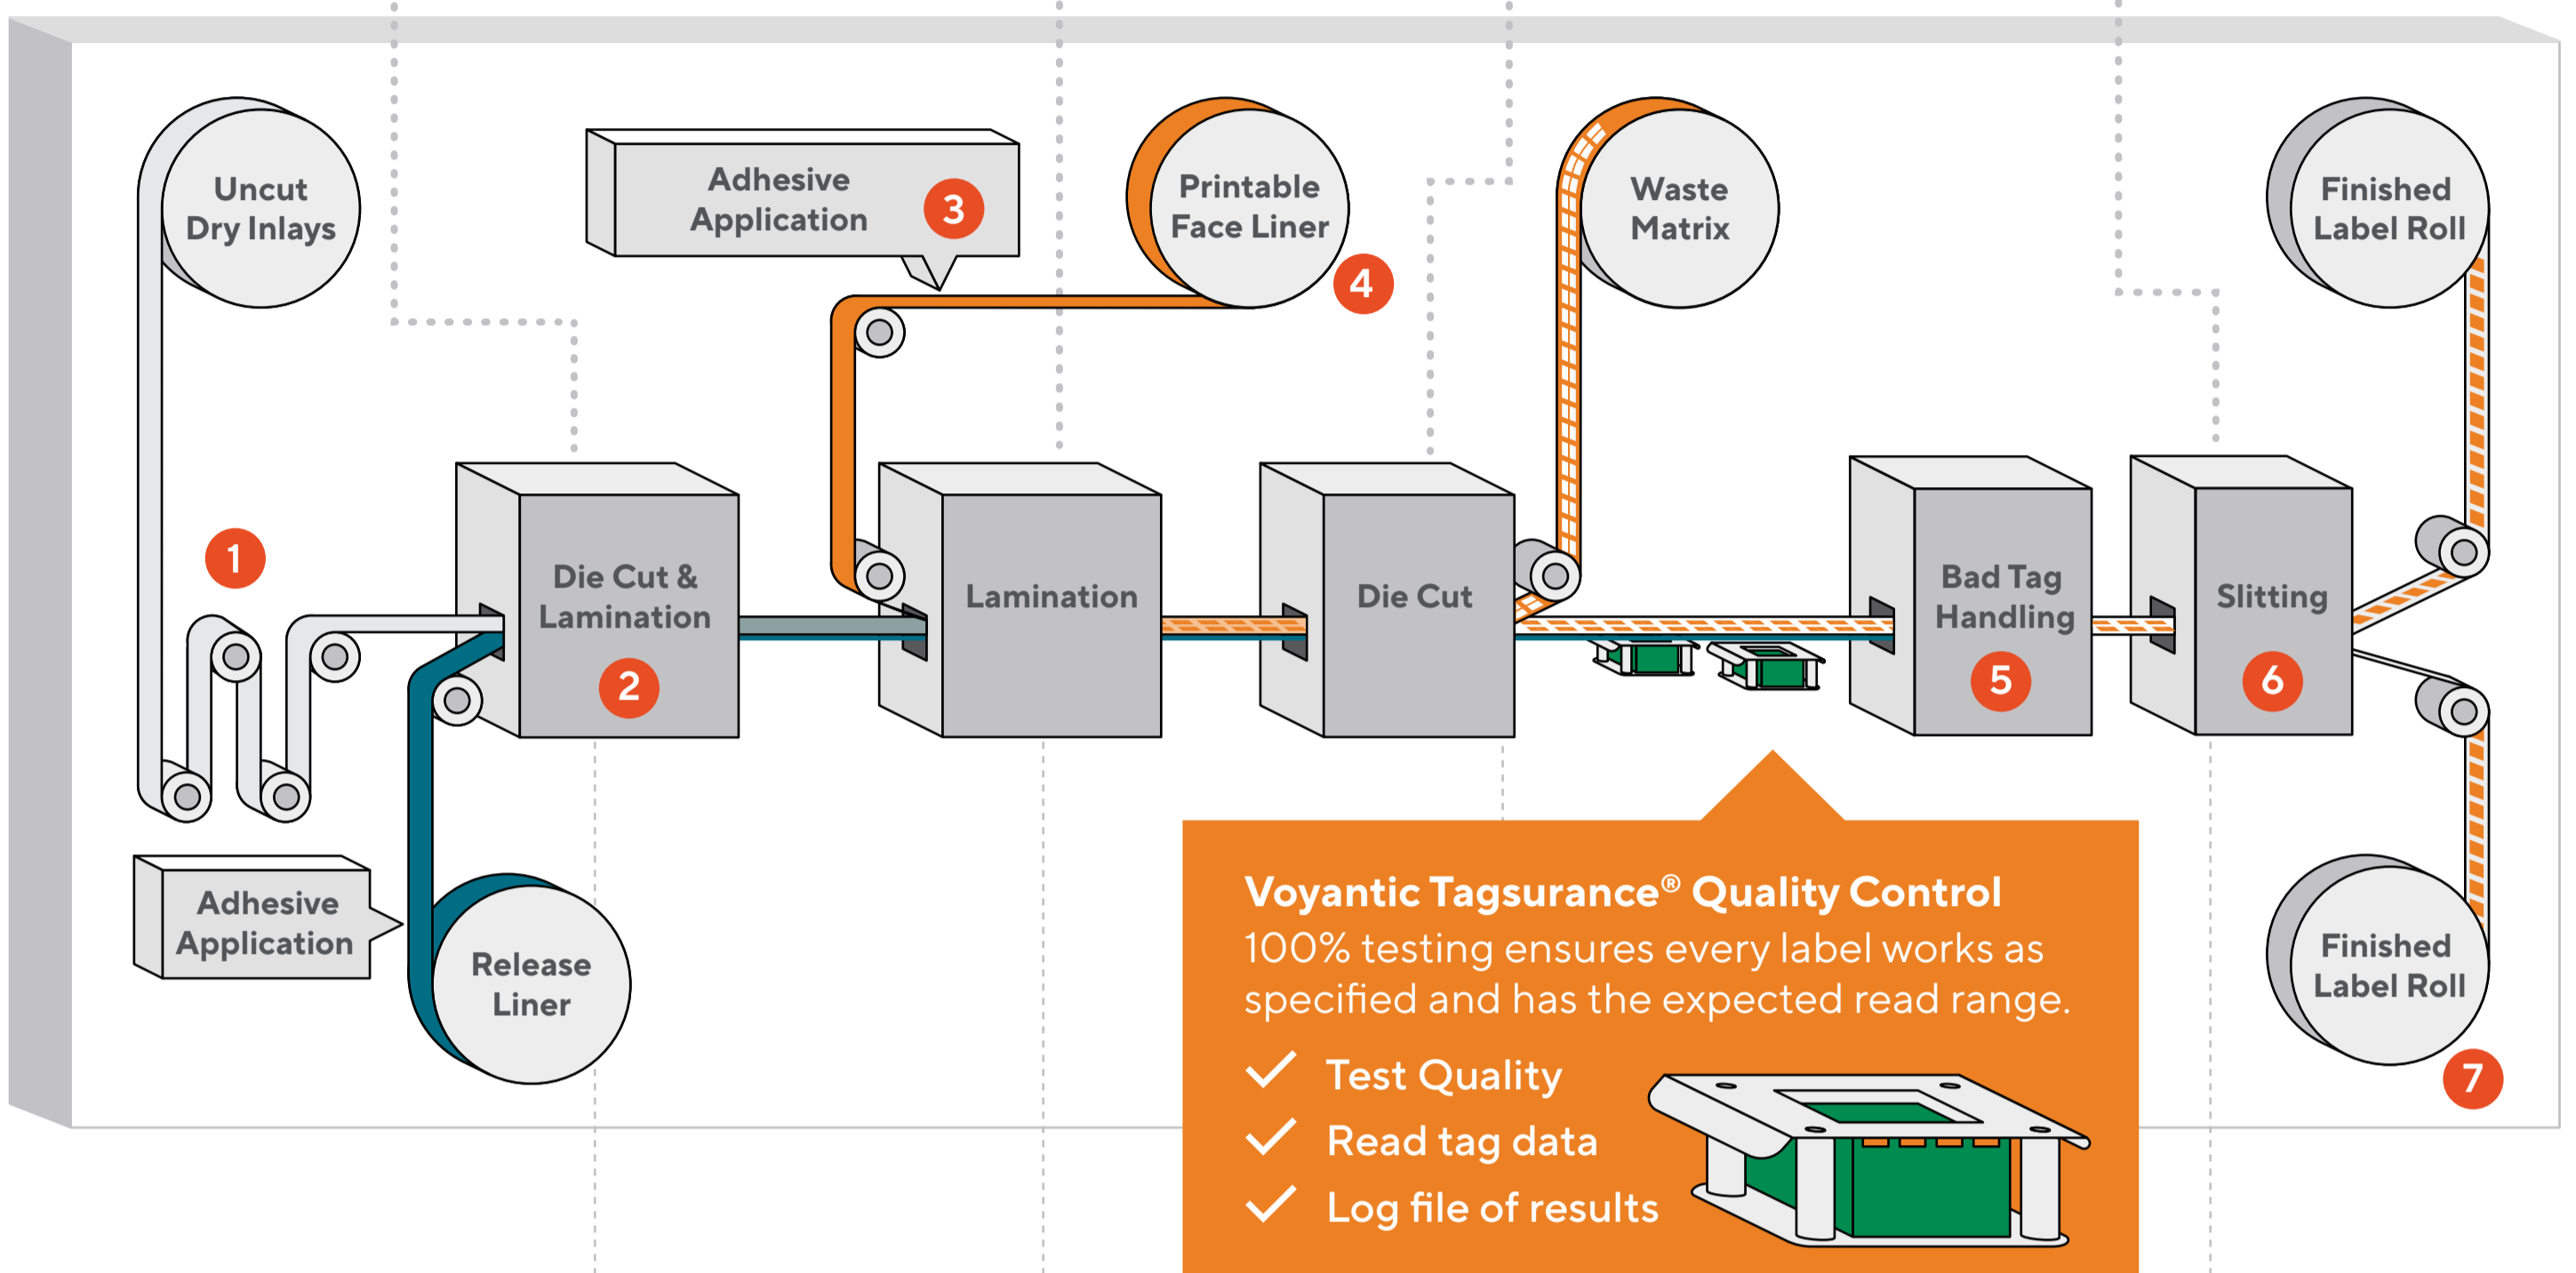 Uncut
Dry Inlays
Adhesive
Application
3
Printable
Face Liner
4
Waste
Matrix
Finished
Label Roll
1
Die Cut &
Lamination
2
Lamination
Die Cut
Bad Tag
Handling
5
Slitting
6
Adhesive
Application
Release
Liner
Voyantic Tagsurance® Quality Control
100% testing ensures every label works as
specified and has the expected read range.
Test Quality
Read tag data
Log file of results
Finished
Label Roll
7